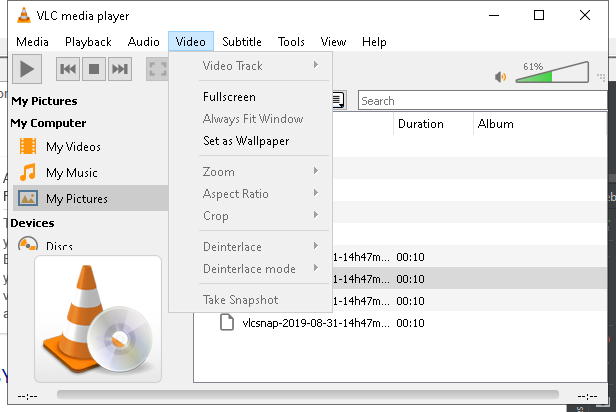 VLC media player
Media Playback Audio Video Subtitle Tools View Help
61%
Video Track
Fullscreen
Always Fit Window
Set as Wallpaper
Zoom
Aspect Ratio
Crop
Deinterlace
Deinterlace mode
Take Snapshot
My Pictures
My Computer
My Videos
My Music
My Pictures
Devices
Discs
Search
Duration Album
1-14h47m... 00:10
1-14h47m... 00:10
1-14h47m... 00:10
vlcsnap-2019-08-31-14h47m... 00:10
--:-- --:--